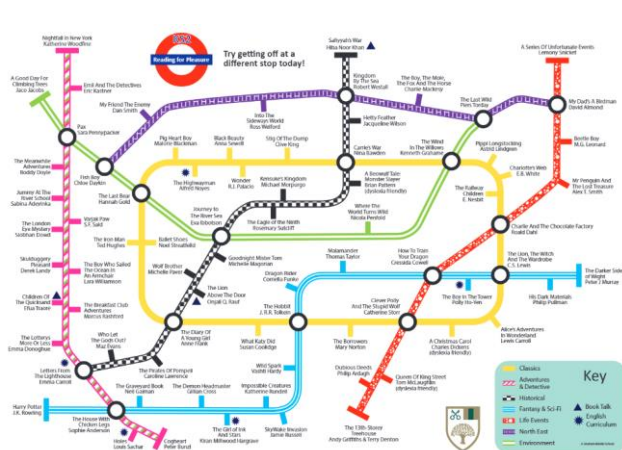 Nightfall in New York
Katherine Woodfine
Reading for Pleasure
Try getting off at a
different stop today!
Safiyyah's War
Hiba Noor Khan
A Series Of Unfortunate Events
Lemony Snicket
A Good Day For
Climbing Trees
Jaco Jacobs
Emil And The Detectives
Eric Kastner
Kingdom
By The Sea
Robert Westall
The Boy, The Mole,
The Fox And The Horse
Charlie Mackesy
My Friend The Enemy
Dan Smith
Into The
Sideways World
Ross Welford
The Last Wild
Piers Torday
My Dad's A Birdman
David Almond
Pax
Sara Pennypacker
Pig Heart Boy
Malorie Blackman
Black Beauty
Anna Sewell
Stig Of The Dump
Clive King
Hetty Feather
Jacqueline Wilson
The Wind
In The Willows
Kenneth Grahame
Pippi Longstocking
Astrid Lindgren
Beetle Boy
M.G. Leonard
The Meanwhile
Adventures
Roddy Doyle
Fish Boy
Chloe Daykin
The Highwayman
Alfred Noyes
Wonder
R.J. Palacio
Carrie's War
Nina Bawden
Charlotte's Web
E.B. White
Mr Penguin And
The Lost Treasure
Alex T. Smith
Journey At The
River School
Sabina Adeyinka
The Last Bear
Hannah Gold
Kensuke's Kingdom
Michael Morpurgo
A Beowulf Tale:
Monster Slayer
Brian Patten
(dyslexia friendly)
The Railway
Children
E. Nesbit
The London
Eye Mystery
Siobhan Dowd
Varjak Paw
S.F. Said
Journey to
The River Sea
Eva Ibbotson
The Eagle of the Ninth
Rosemary Sutcliff
Where The
World Turns Wild
Nicola Penfold
Charlie And The Chocolate Factory
Roald Dahl
The Iron Man
Ted Hughes
Ballet Shoes
Noel Streatfeild
Skulduggery
Pleasant
Derek Landy
The Boy Who Sailed
The Ocean In
An Armchair
Lara Williamson
Goodnight Mister Tom
Michelle Magorian
Malamander
Thomas Taylor
How To Train
Your Dragon
Cressida Cowell
The Lion, The Witch
And The Wardrobe
C.S. Lewis
Wolf Brother
Michelle Paver
Dragon Rider
Cornelia Funke
The Darker Side
of Wight
Peter J Murray
Children Of
The Quicksand
Efua Traore
The Breakfast Club
Adventures
Marcus Rashford
The Lion
Above The Door
Onjali Q. Rauf
The Hobbit
J.R.R. Tolkien
Clever Polly
And The Stupid Wolf
Catherine Storr
The Boy In The Tower
Polly Ho-Yen
His Dark Materials
Philip Pullman
The Lotterys
More Or Less
Emma Donoghue
Who Let
The Gods Out?
Maz Evans
The Diary Of
A Young Girl
Anne Frank
What Katy Did
Susan Coolidge
The Borrowers
Mary Norton
A Christmas Carol
Charles Dickens
(dyslexia friendly)
Alice's Adventures
In Wonderland
Lewis Carroll
Letters From
The Lighthouse
Emma Carroll
The Pirates Of Pimpernel
Caroline Lawrence
Wild Spark
Vashti Hardy
Dubious Deeds
Philip Ardagh
Queen Of King Street
Tom McLaughlin
(dyslexia friendly)
The Graveyard Book
Neil Gaiman
The Demon Headmaster
Gillian Cross
Impossible Creatures
Katherine Rundell
Harry Potter
J.K. Rowling
The House With
Chicken Legs
Sophie Anderson
The Girl of Ink
And Stars
Kiran Millwood Hargrave
SkyWake Invasion
Jamie Russell
The 13th-Storey
Treehouse
Andy Griffiths & Terry Denton
Holes
Louis Sachar
Cogheart
Peter Bunzl
Key
Classics
Adventures
& Detective
Historical
Fantasy & Sci-Fi
Life Events
North East
Environment
Book Talk
English
Curriculum